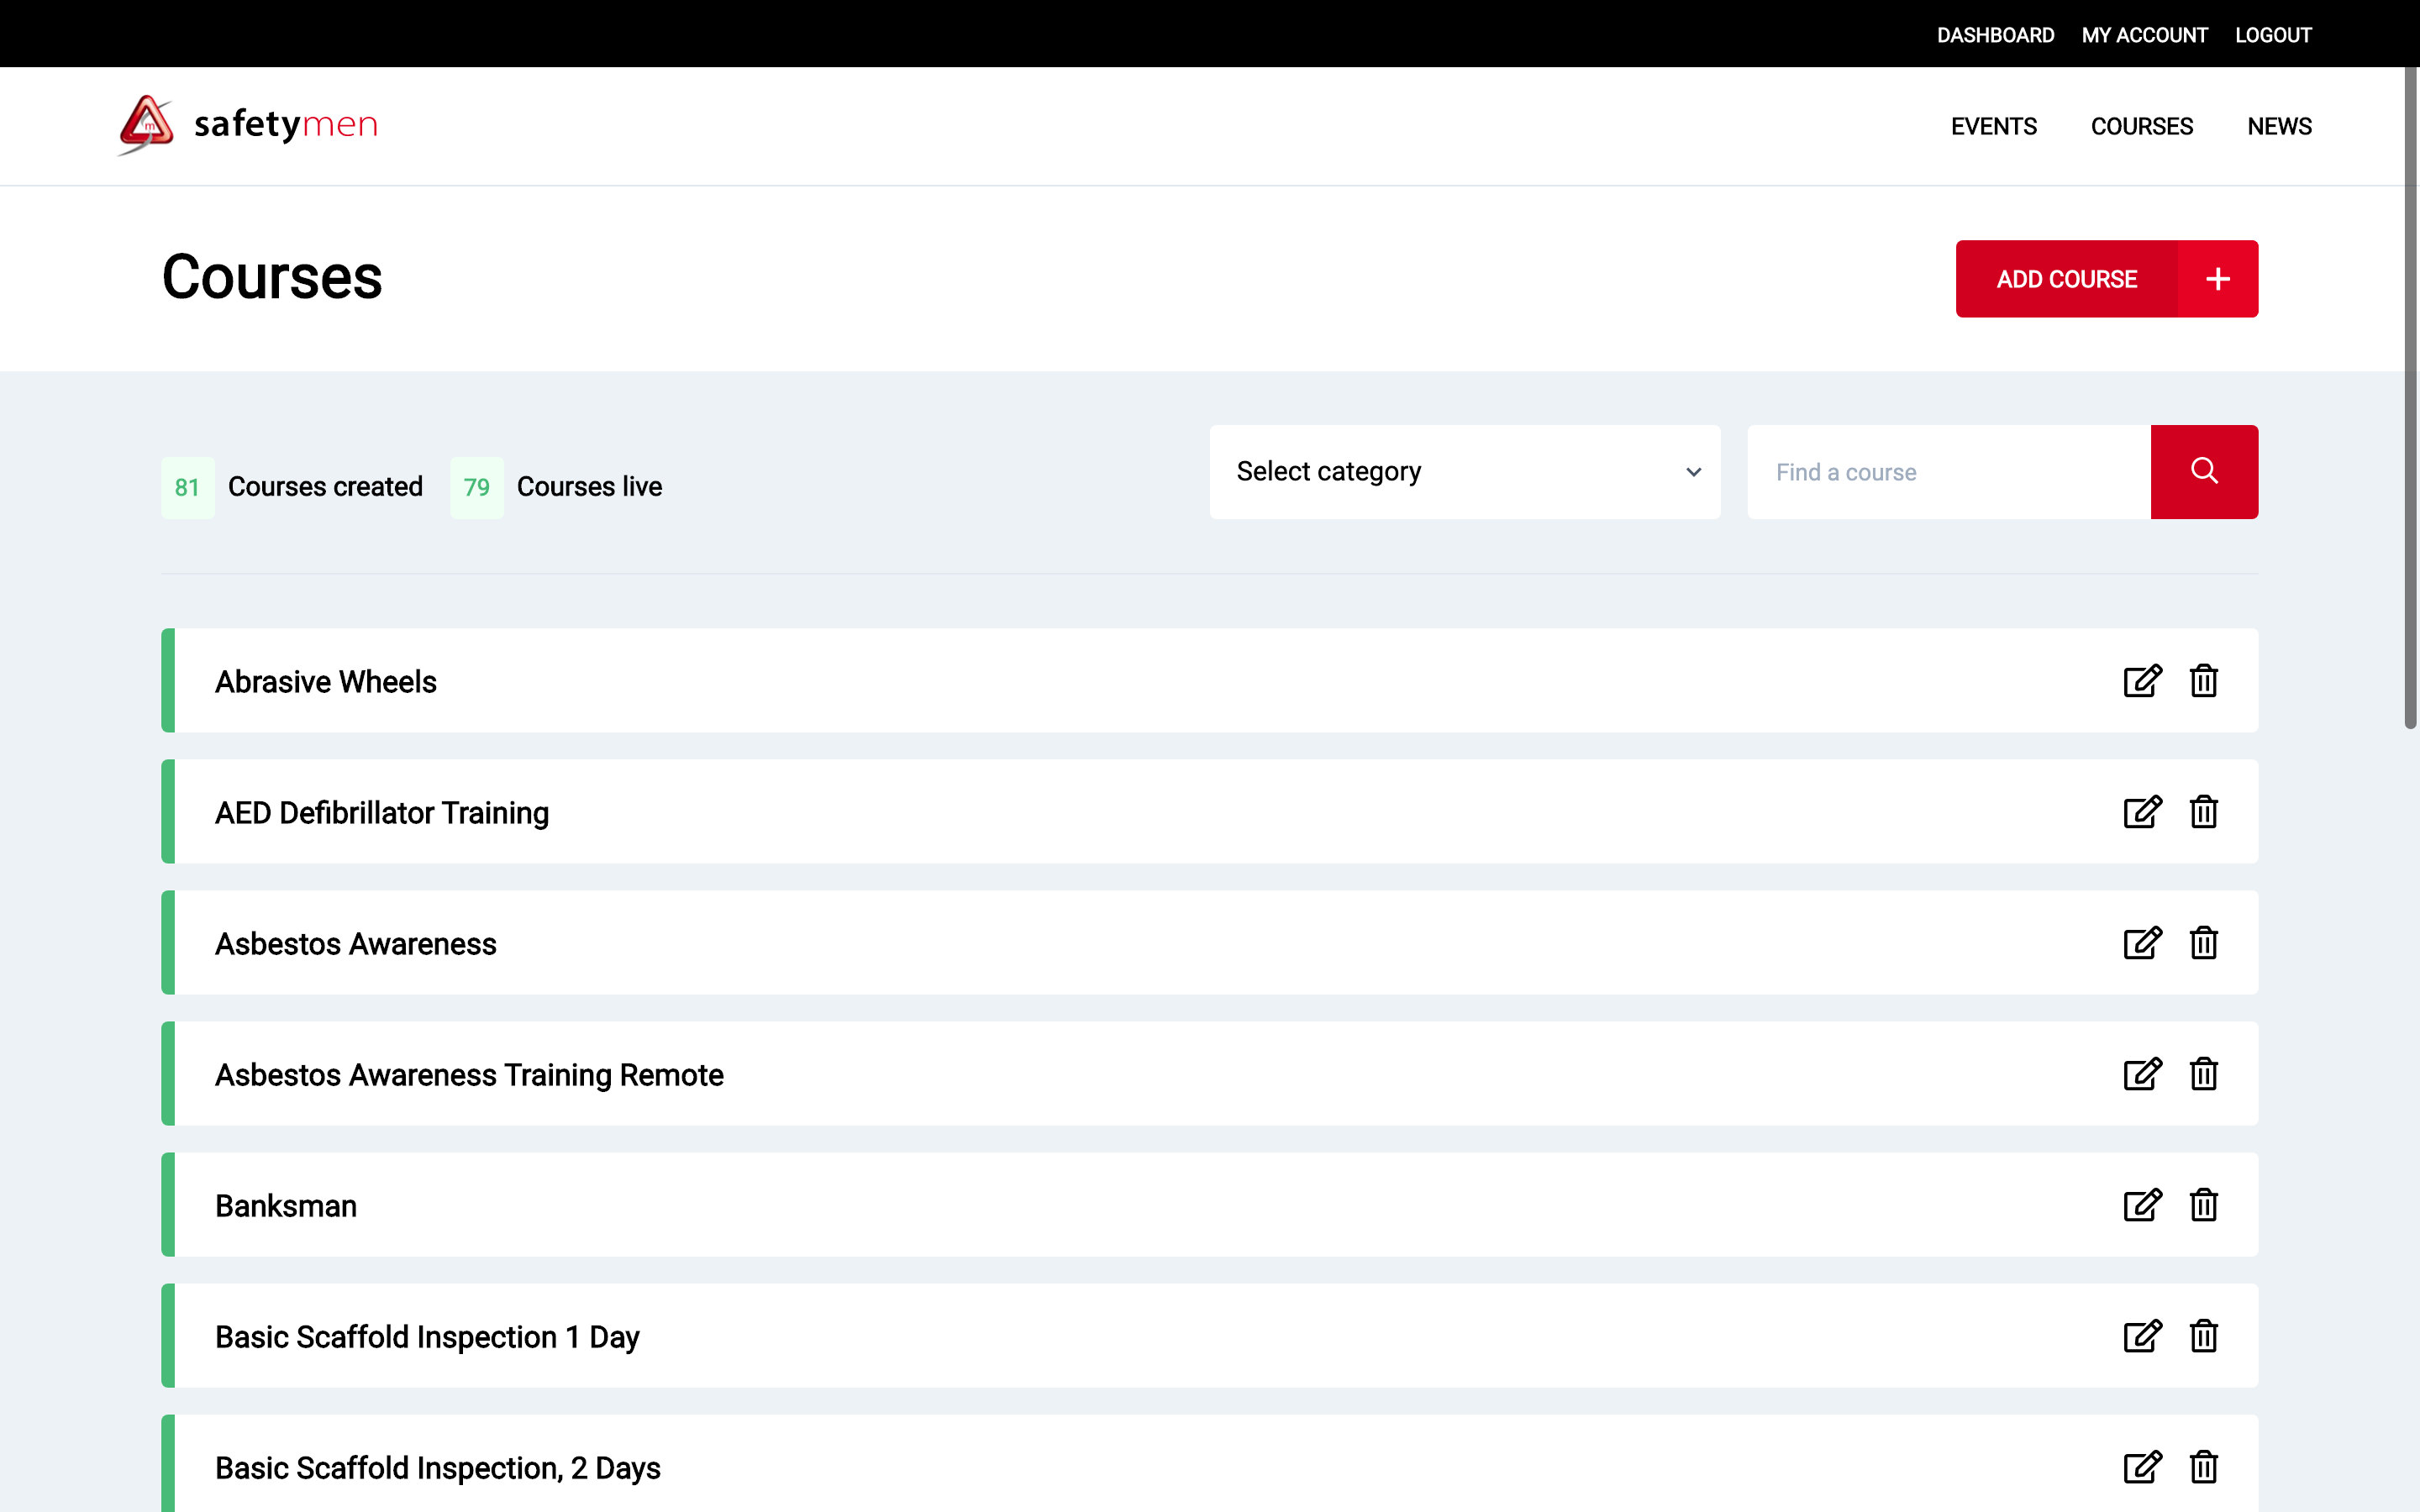 DASHBOARD MY ACCOUNT LOGOUT
m safetymen EVENTS COURSES NEWS
Courses ADD COURSE +
81 Courses created 79 Courses live Select category Find a course
Abrasive Wheels
AED Defibrillator Training
Asbestos Awareness
Asbestos Awareness Training Remote
Banksman
Basic Scaffold Inspection 1 Day
Basic Scaffold Inspection, 2 Days